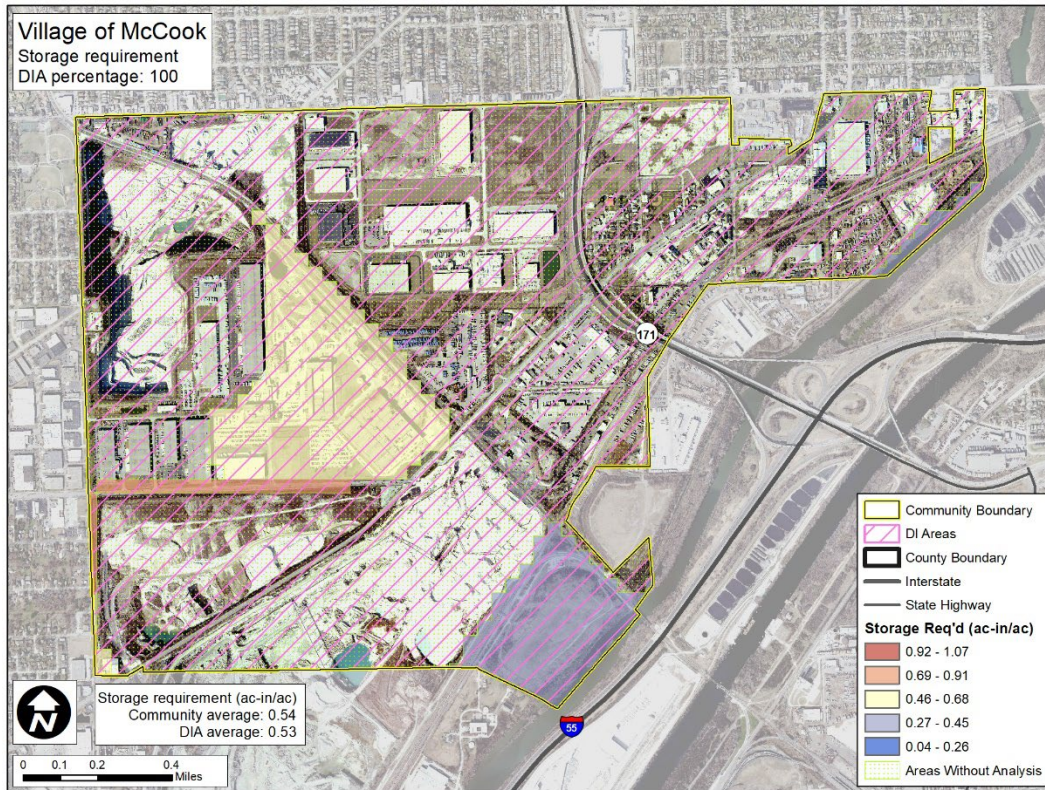 Village of McCook
Storage requirement
DIA percentage: 100
171
Community Boundary
DI Areas
County Boundary
Interstate
State Highway
Storage Req'd (ac-in/ac)
0.92 - 1.07
0.69 - 0.91
0.46 - 0.68
0.27 - 0.45
0.04 - 0.26
Areas Without Analysis
N
Storage requirement (ac-in/ac)
Community average: 0.54
DIA average: 0.53
0 0.1 0.2 0.4
Miles
55